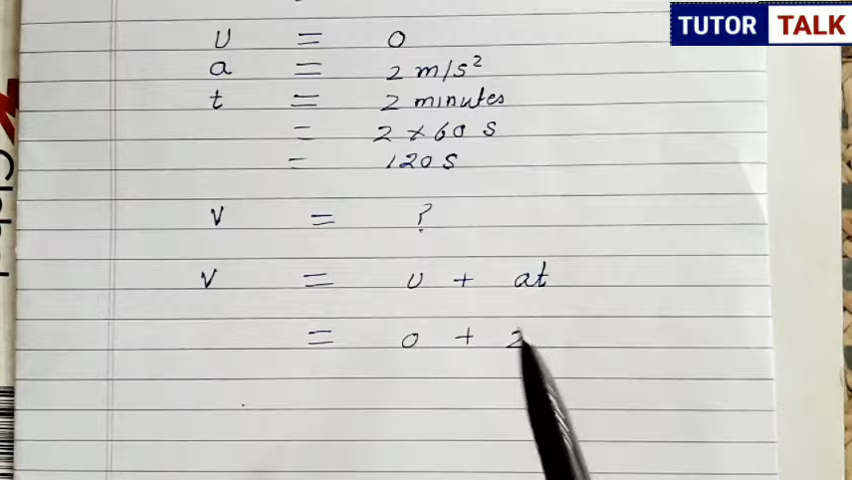 TUTOR TALK
U = 0
a = 2 m/s²
t = 2 minutes
= 2 × 60 s
= 120 s
V = ?
V = U + at
= 0 + 2